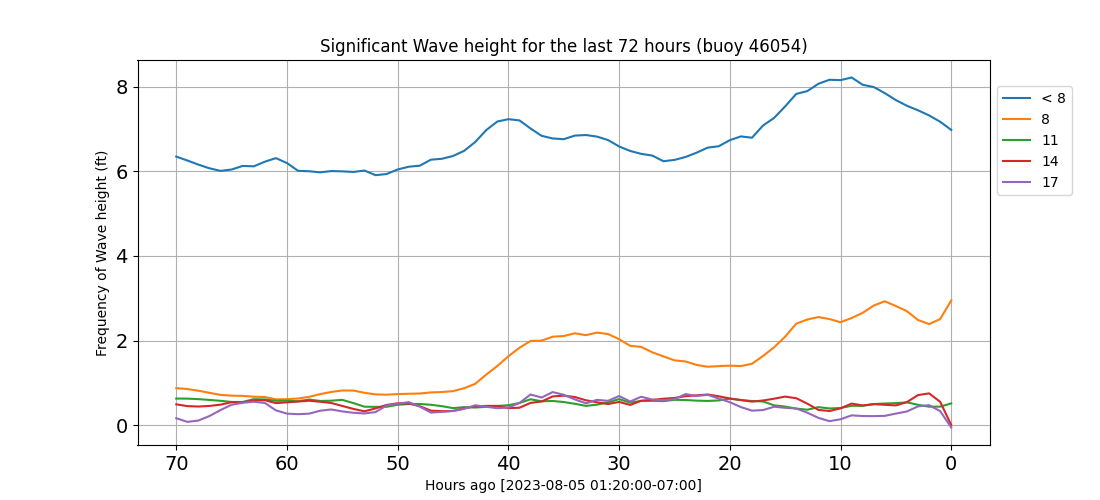 Significant Wave height for the last 72 hours (buoy 46054)
Frequency of Wave height (ft)
8
6
4
2
0
70 60 50 40 30 20 10 0
Hours ago [2023-08-05 01:20:00-07:00]
< 8
8
11
14
17